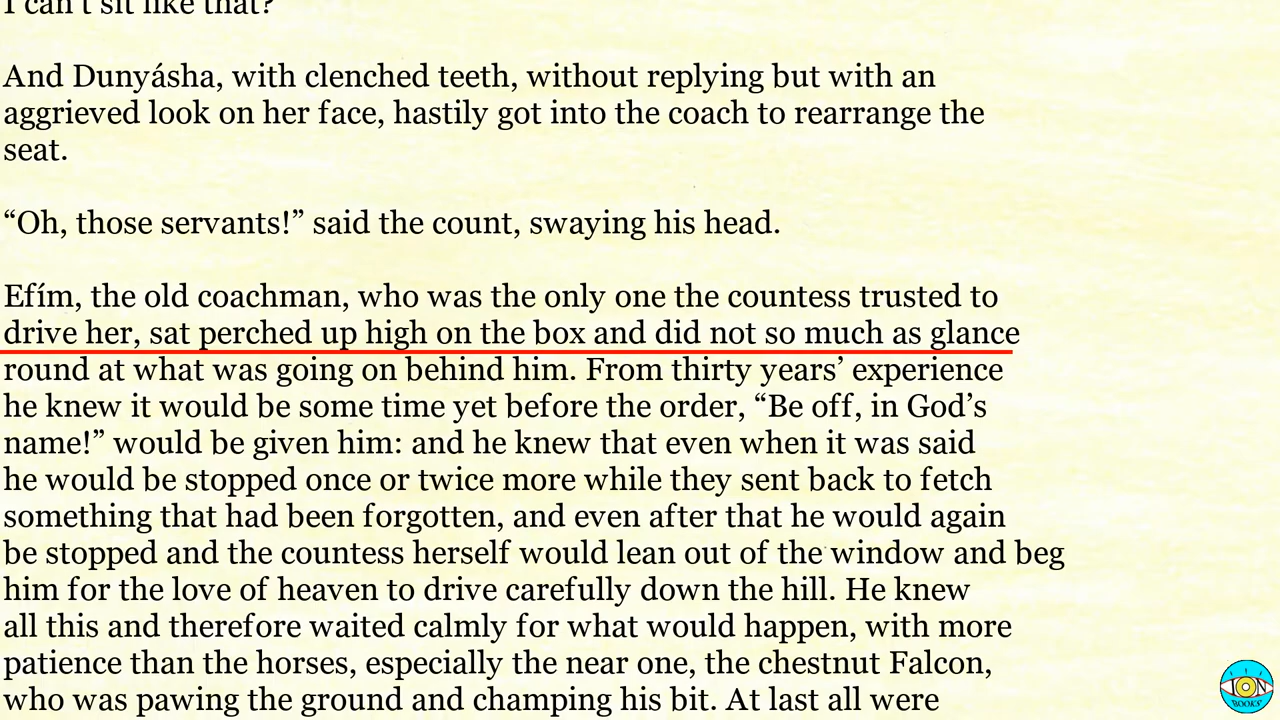 I can't sit like that?
And Dunyásha, with clenched teeth, without replying but with an
aggrieved look on her face, hastily got into the coach to rearrange the
seat.
“Oh, those servants!” said the count, swaying his head.
Efím, the old coachman, who was the only one the countess trusted to
drive her, sat perched up high on the box and did not so much as glance
round at what was going on behind him. From thirty years’ experience
he knew it would be some time yet before the order, “Be off, in God’s
name!” would be given him: and he knew that even when it was said
he would be stopped once or twice more while they sent back to fetch
something that had been forgotten, and even after that he would again
be stopped and the countess herself would lean out of the window and beg
him for the love of heaven to drive carefully down the hill. He knew
all this and therefore waited calmly for what would happen, with more
patience than the horses, especially the near one, the chestnut Falcon,
who was pawing the ground and champing his bit. At last all were
ION
BOOKS